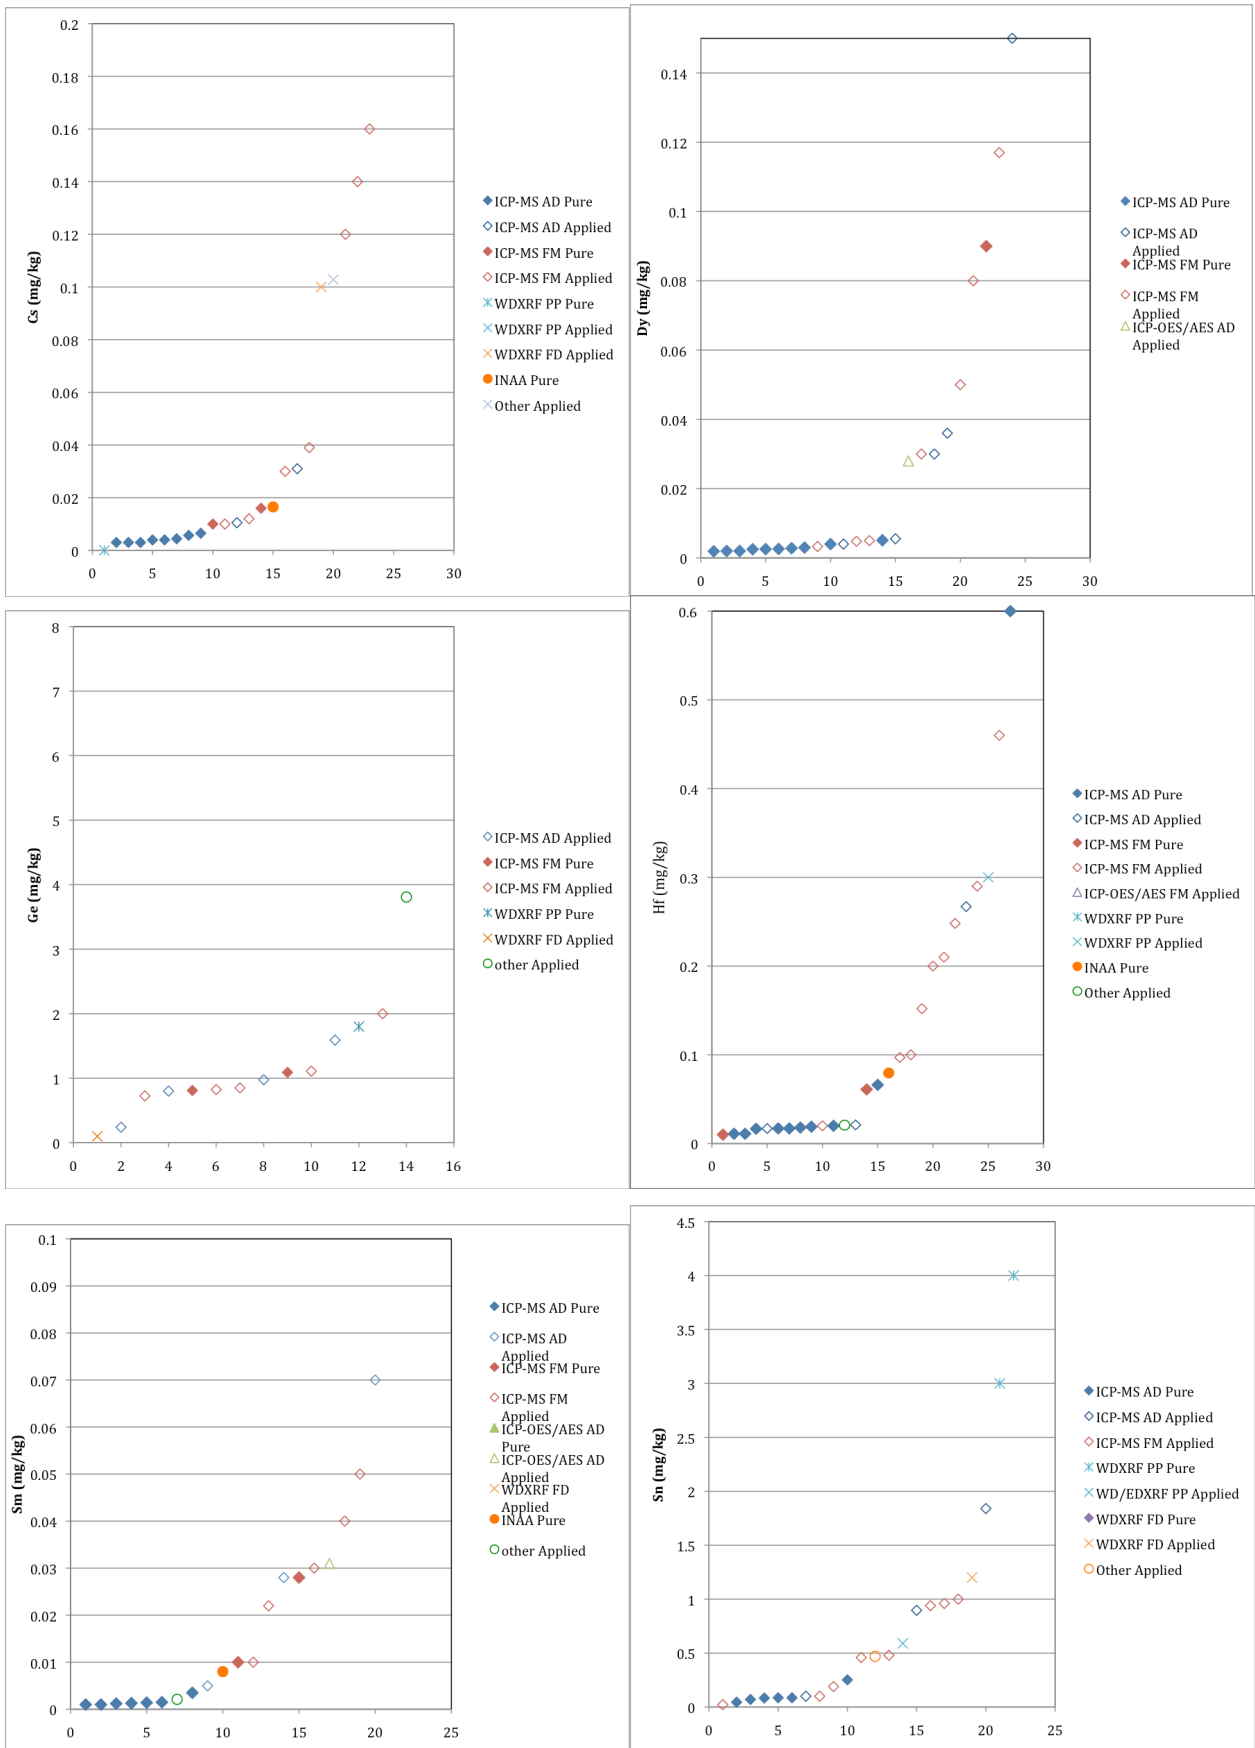 0.2
0.18
0.16
0.14
0.12
0.1
0.08
0.06
0.04
0.02
0
Cs (mg/kg)
0 5 10 15 20 25 30
ICP-MS AD Pure
ICP-MS AD Applied
ICP-MS FM Pure
ICP-MS FM Applied
WDXRF PP Pure
WDXRF PP Applied
WDXRF FD Applied
INAA Pure
Other Applied
0.14
0.12
0.1
0.08
0.06
0.04
0.02
0
Dy (mg/kg)
0 5 10 15 20 25 30
ICP-MS AD Pure
ICP-MS AD
Applied
ICP-MS FM Pure
ICP-MS FM
Applied
ICP-OES/AES AD
Applied
8
7
6
5
4
3
2
1
0
Ge (mg/kg)
0 2 4 6 8 10 12 14 16
ICP-MS AD Applied
ICP-MS FM Pure
ICP-MS FM Applied
WDXRF PP Pure
WDXRF FD Applied
other Applied
0.6
0.5
0.4
0.3
0.2
0.1
0
Hf (mg/kg)
0 5 10 15 20 25 30
ICP-MS AD Pure
ICP-MS AD Applied
ICP-MS FM Pure
ICP-MS FM Applied
ICP-OES/AES FM Applied
WDXRF PP Pure
WDXRF PP Applied
INAA Pure
Other Applied
0.1
0.09
0.08
0.07
0.06
0.05
0.04
0.03
0.02
0.01
0
Sm (mg/kg)
0 5 10 15 20 25
ICP-MS AD Pure
ICP-MS AD
Applied
ICP-MS FM Pure
ICP-MS FM
Applied
ICP-OES/AES AD
Pure
ICP-OES/AES AD
Applied
WDXRF FD
Applied
INAA Pure
other Applied
4.5
4
3.5
3
2.5
2
1.5
1
0.5
0
Sn (mg/kg)
0 5 10 15 20 25
ICP-MS AD Pure
ICP-MS AD Applied
ICP-MS FM Applied
WDXRF PP Pure
WD/EDXRF PP Applied
WDXRF FD Pure
WDXRF FD Applied
Other Applied